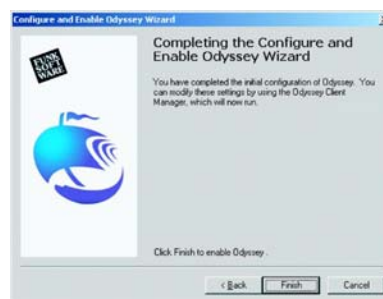 Configure and Enable Odyssey Wizard
FUNK
SOFT
WARE
Completing the Configure and
Enable Odyssey Wizard
You have completed the initial configuration of Odyssey. You
can modify these settings by using the Odyssey Client
Manager, which will now run.
Click Finish to enable Odyssey .
< Back
Finish
Cancel